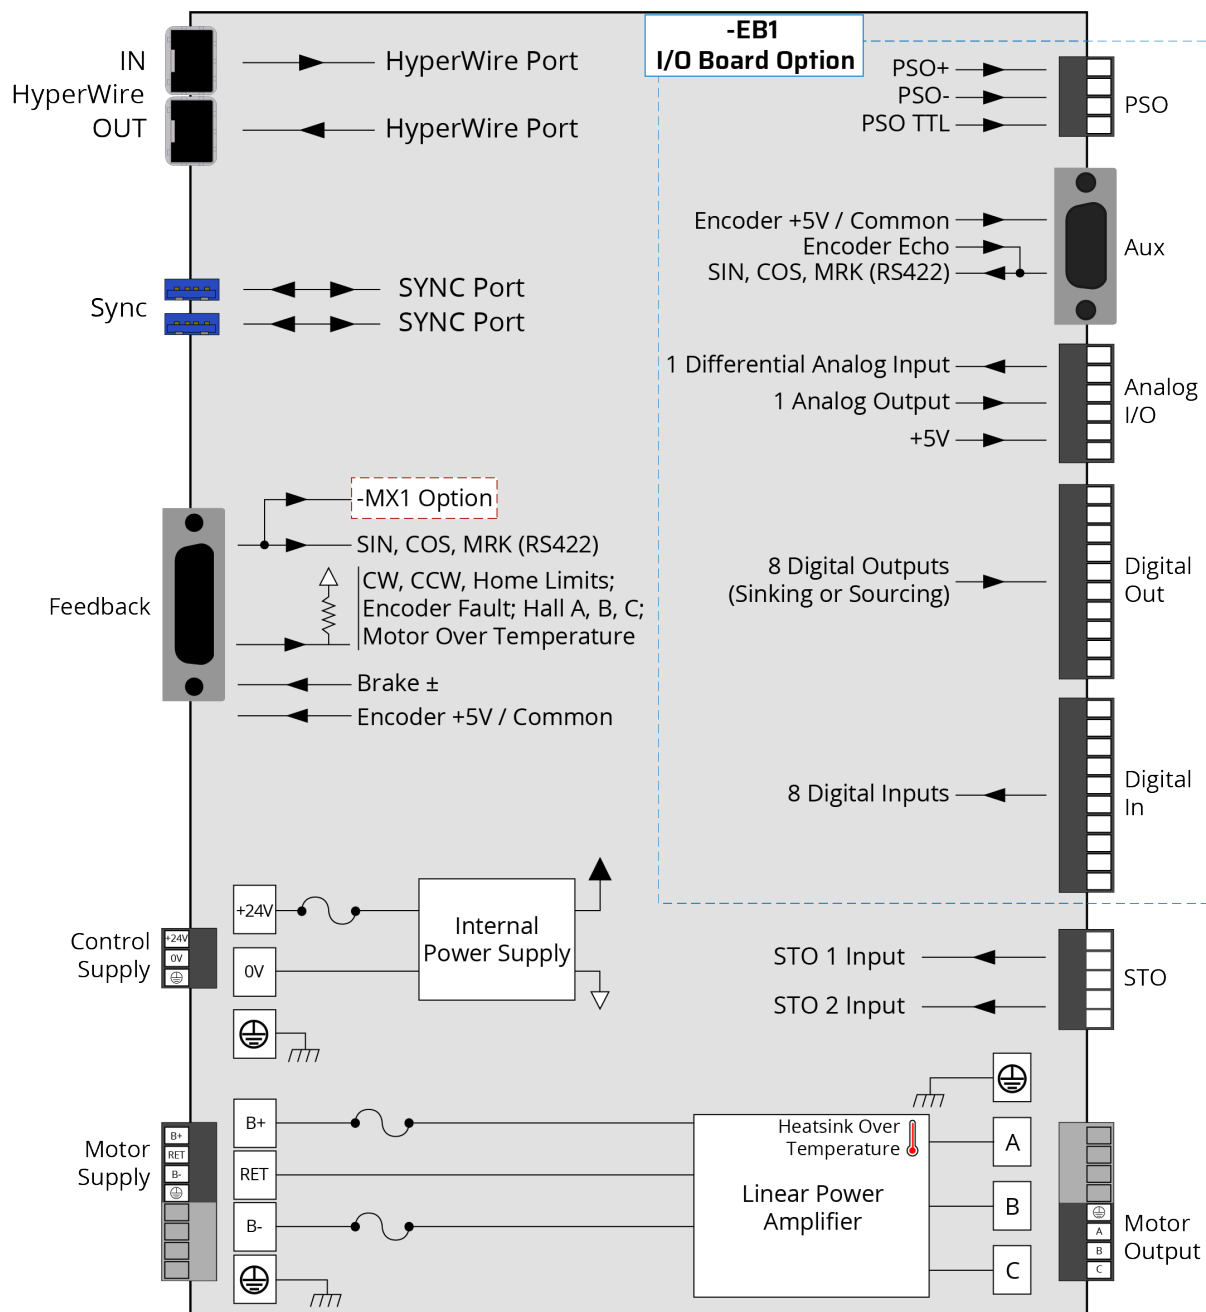 IN
HyperWire
OUT
HyperWire Port
HyperWire Port
-EB1
I/O Board Option
PSO+
PSO-
PSO TTL
PSO
Encoder +5V / Common
Encoder Echo
SIN, COS, MRK (RS422)
Aux
Sync
SYNC Port
SYNC Port
1 Differential Analog Input
1 Analog Output
+5V
Analog
I/O
-MX1 Option
SIN, COS, MRK (RS422)
CW, CCW, Home Limits;
Encoder Fault; Hall A, B, C;
Motor Over Temperature
Feedback
Brake ±
Encoder +5V / Common
8 Digital Outputs
(Sinking or Sourcing)
Digital
Out
8 Digital Inputs
Digital
In
Control
Supply
+24V
0V
+24V
0V
Internal
Power Supply
STO 1 Input
STO 2 Input
STO
Motor
Supply
B+
RET
B-
B+
RET
B-
Heatsink Over
Temperature
Linear Power
Amplifier
A
B
C
A
B
C
Motor
Output